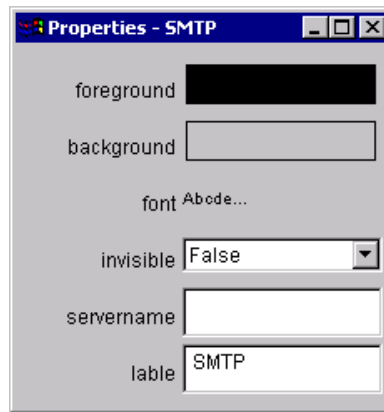 Properties - SMTP
foreground
background
font Abcde...
invisible False
servername
lable SMTP